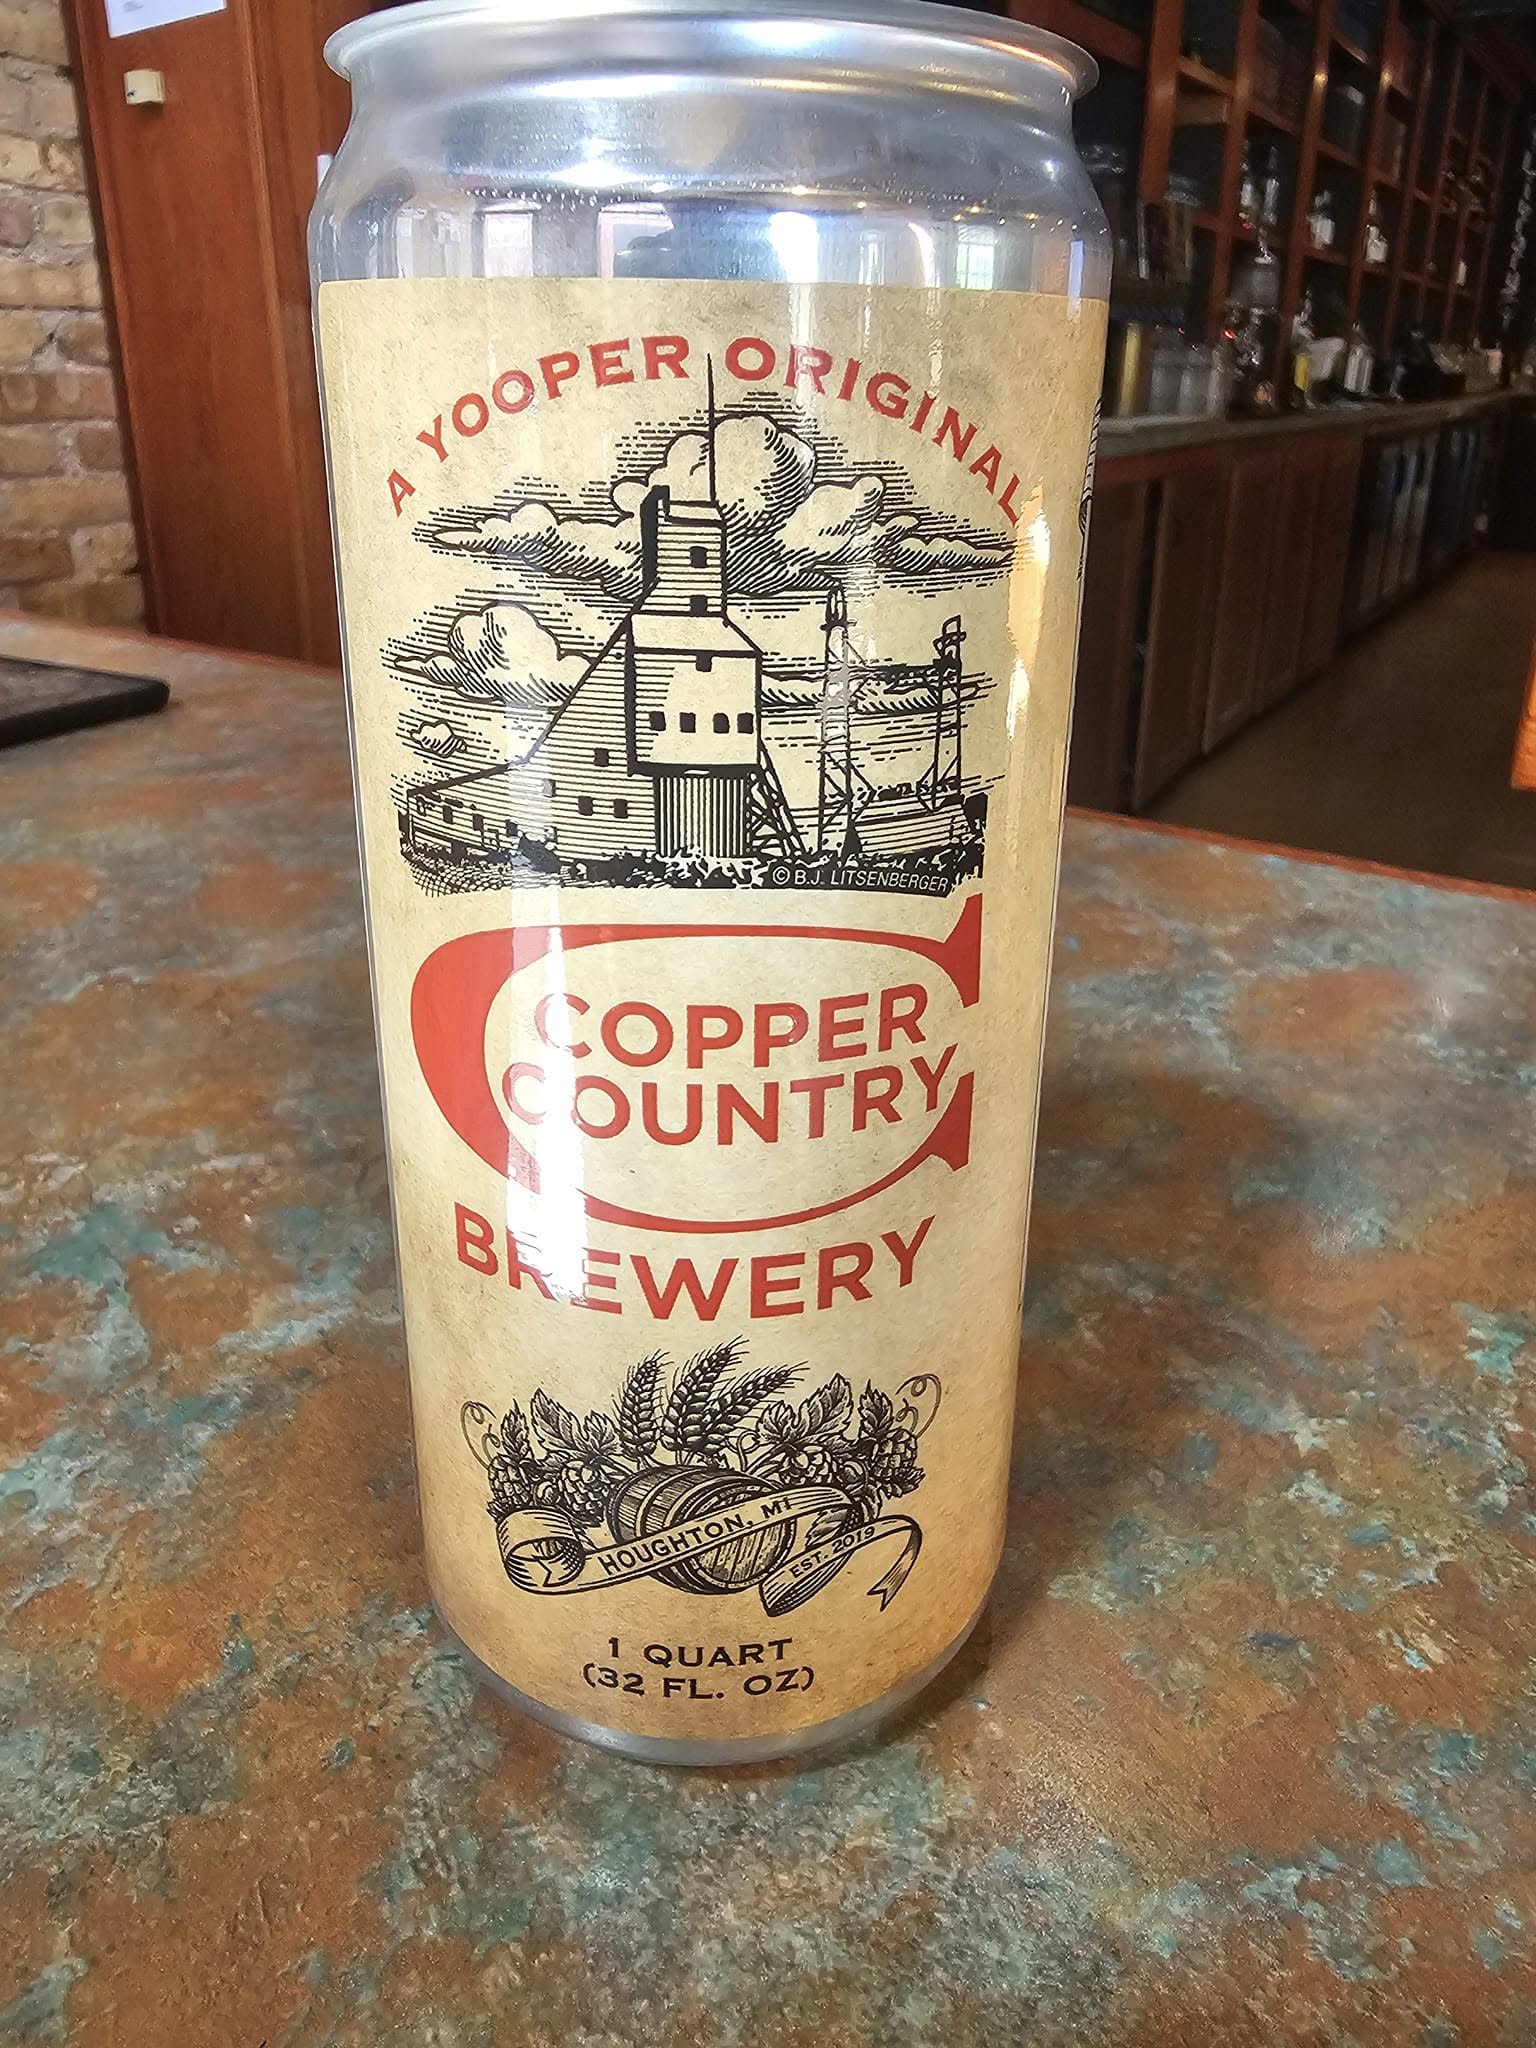 A YOOPER ORIGINAL
© B.J. LITSENBERGER
COPPER
COUNTRY
BREWERY
HOUGHTON, MI
EST. 2019
1 QUART
(32 FL. OZ)